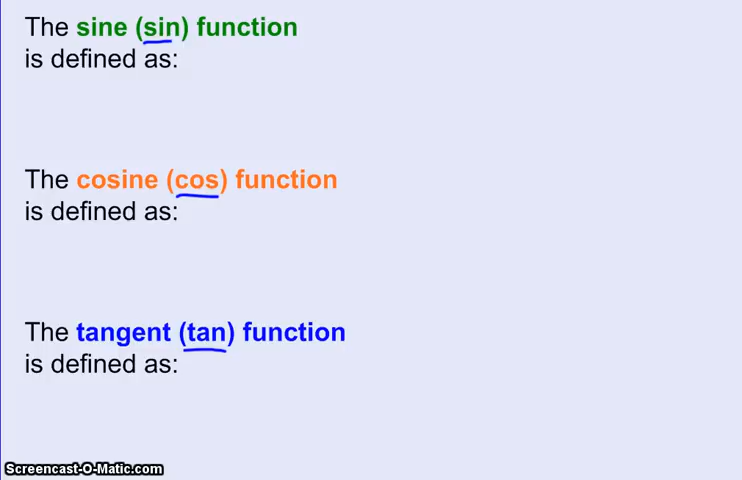 The sine (sin) function
is defined as:
The cosine (cos) function
is defined as:
The tangent (tan) function
is defined as:
Screencast-O-Matic.com